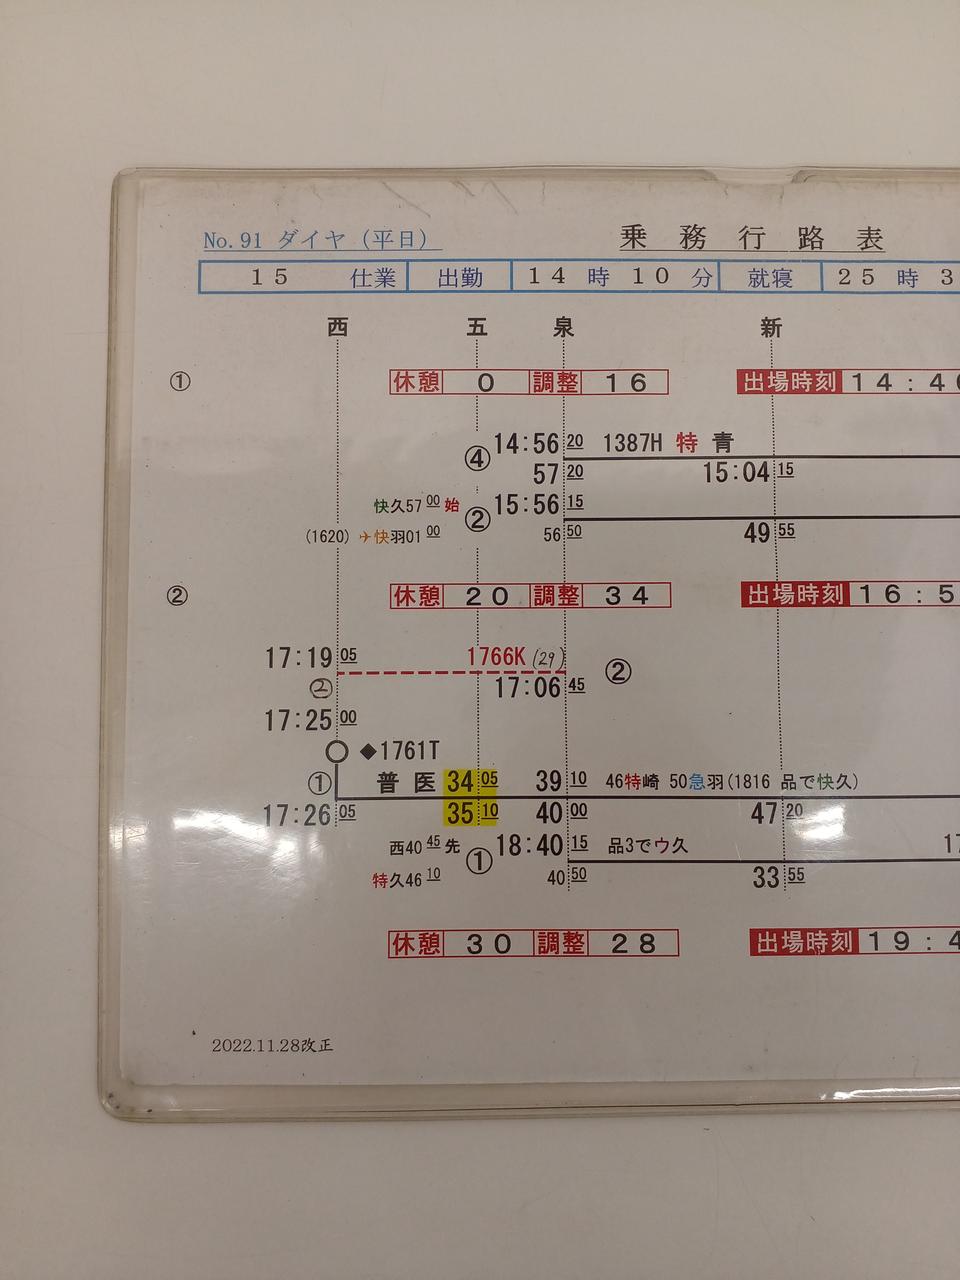 No.91 ダイヤ（平日） 乗務行路表
15 仕業 出勤 14 時 10 分 就寝 25 時 3
西 五 泉 新
① 休憩 0 調整 16 出場時刻 14:40
④ 14:56 20 1387H 特 青
57 20 15:04 15
快久57 00 始 ② 15:56 15
(1620) ✈快羽01 00 56 50 49 55
② 休憩 20 調整 34 出場時刻 16:5
17:19 05 1766K (29) ②
② 17:06 45
17:25 00
◆1761T
① 普 医 34 05 39 10 46特崎 50急羽(1816 品で快久)
17:26 05 35 10 40 00 47 20
西40 45 先 ① 18:40 15 品3でウ久 17
特久46 10 40 50 33 55
休憩 30 調整 28 出場時刻 19:4
2022.11.28改正